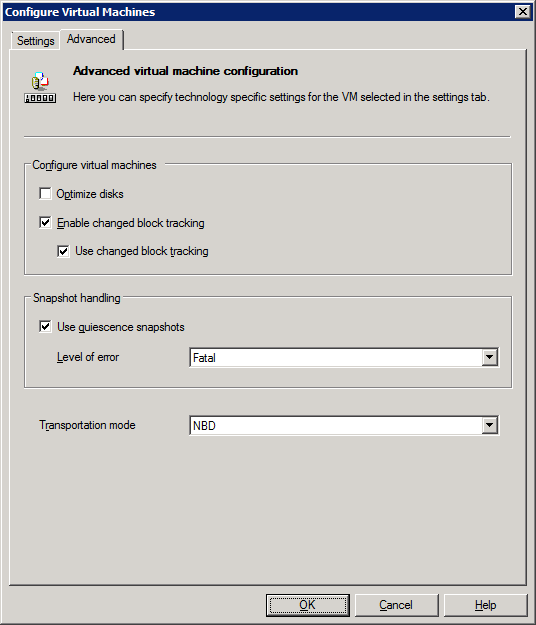 Configure Virtual Machines
Settings
Advanced
Advanced virtual machine configuration
Here you can specify technology specific settings for the VM selected in the settings tab.
Configure virtual machines
Optimize disks
Enable changed block tracking
Use changed block tracking
Snapshot handling
Use quiescence snapshots
Level of error
Fatal
Transportation mode
NBD
OK
Cancel
Help